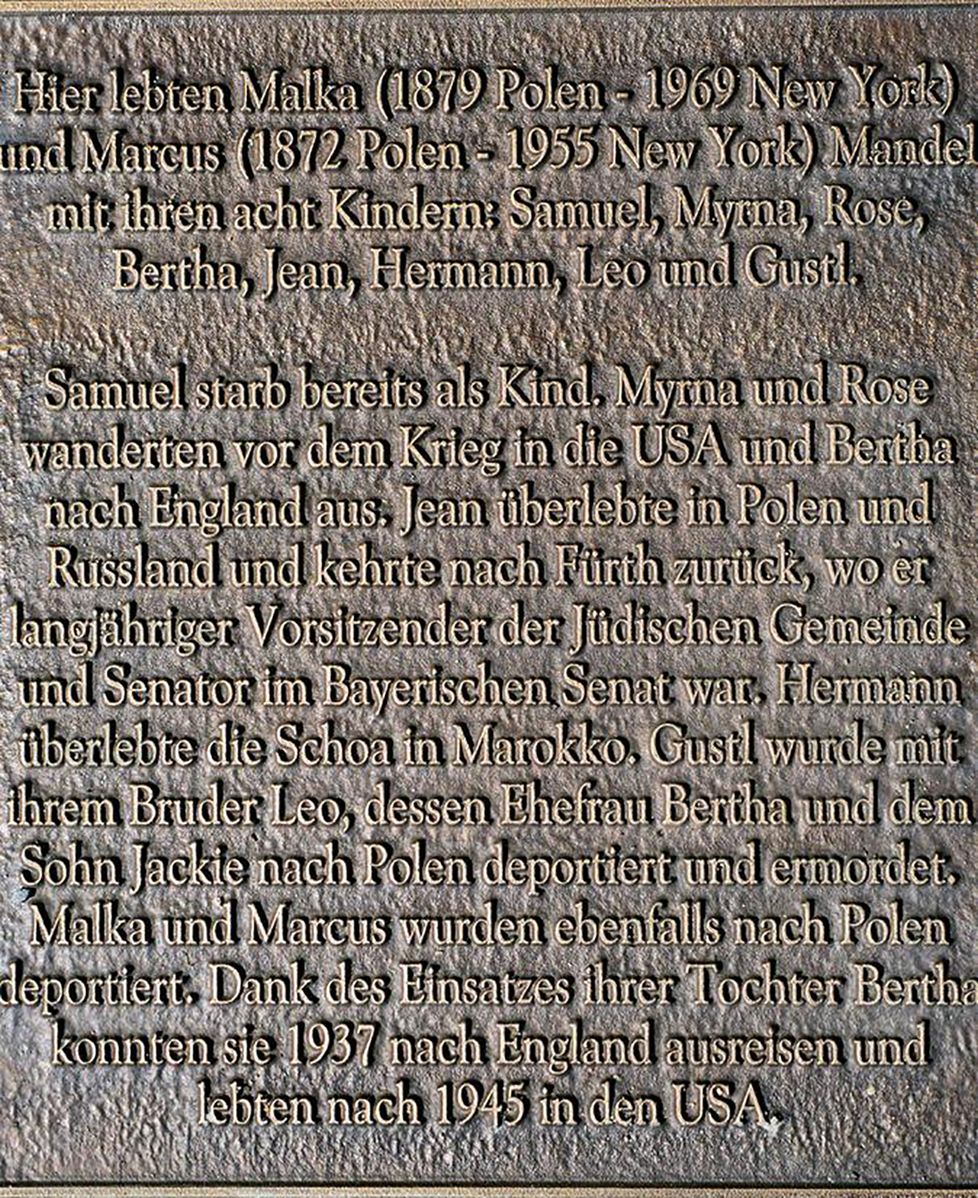 Hier lebten Malka (1879 Polen - 1969 New York)
und Marcus (1872 Polen - 1955 New York) Mandel
mit ihren acht Kindern: Samuel, Myrna, Rose,
Bertha, Jean, Hermann, Leo und Gustl.
Samuel starb bereits als Kind. Myrna und Rose
wanderten vor dem Krieg in die USA und Bertha
nach England aus. Jean überlebte in Polen und
Russland und kehrte nach Fürth zurück, wo er
langjähriger Vorsitzender der Jüdischen Gemeinde
und Senator im Bayerischen Senat war. Hermann
überlebte die Schoa in Marokko. Gustl wurde mit
ihrem Bruder Leo, dessen Ehefrau Bertha und dem
Sohn Jackie nach Polen deportiert und ermordet.
Malka und Marcus wurden ebenfalls nach Polen
deportiert. Dank des Einsatzes ihrer Tochter Bertha
konnten sie 1937 nach England ausreisen und
lebten nach 1945 in den USA.